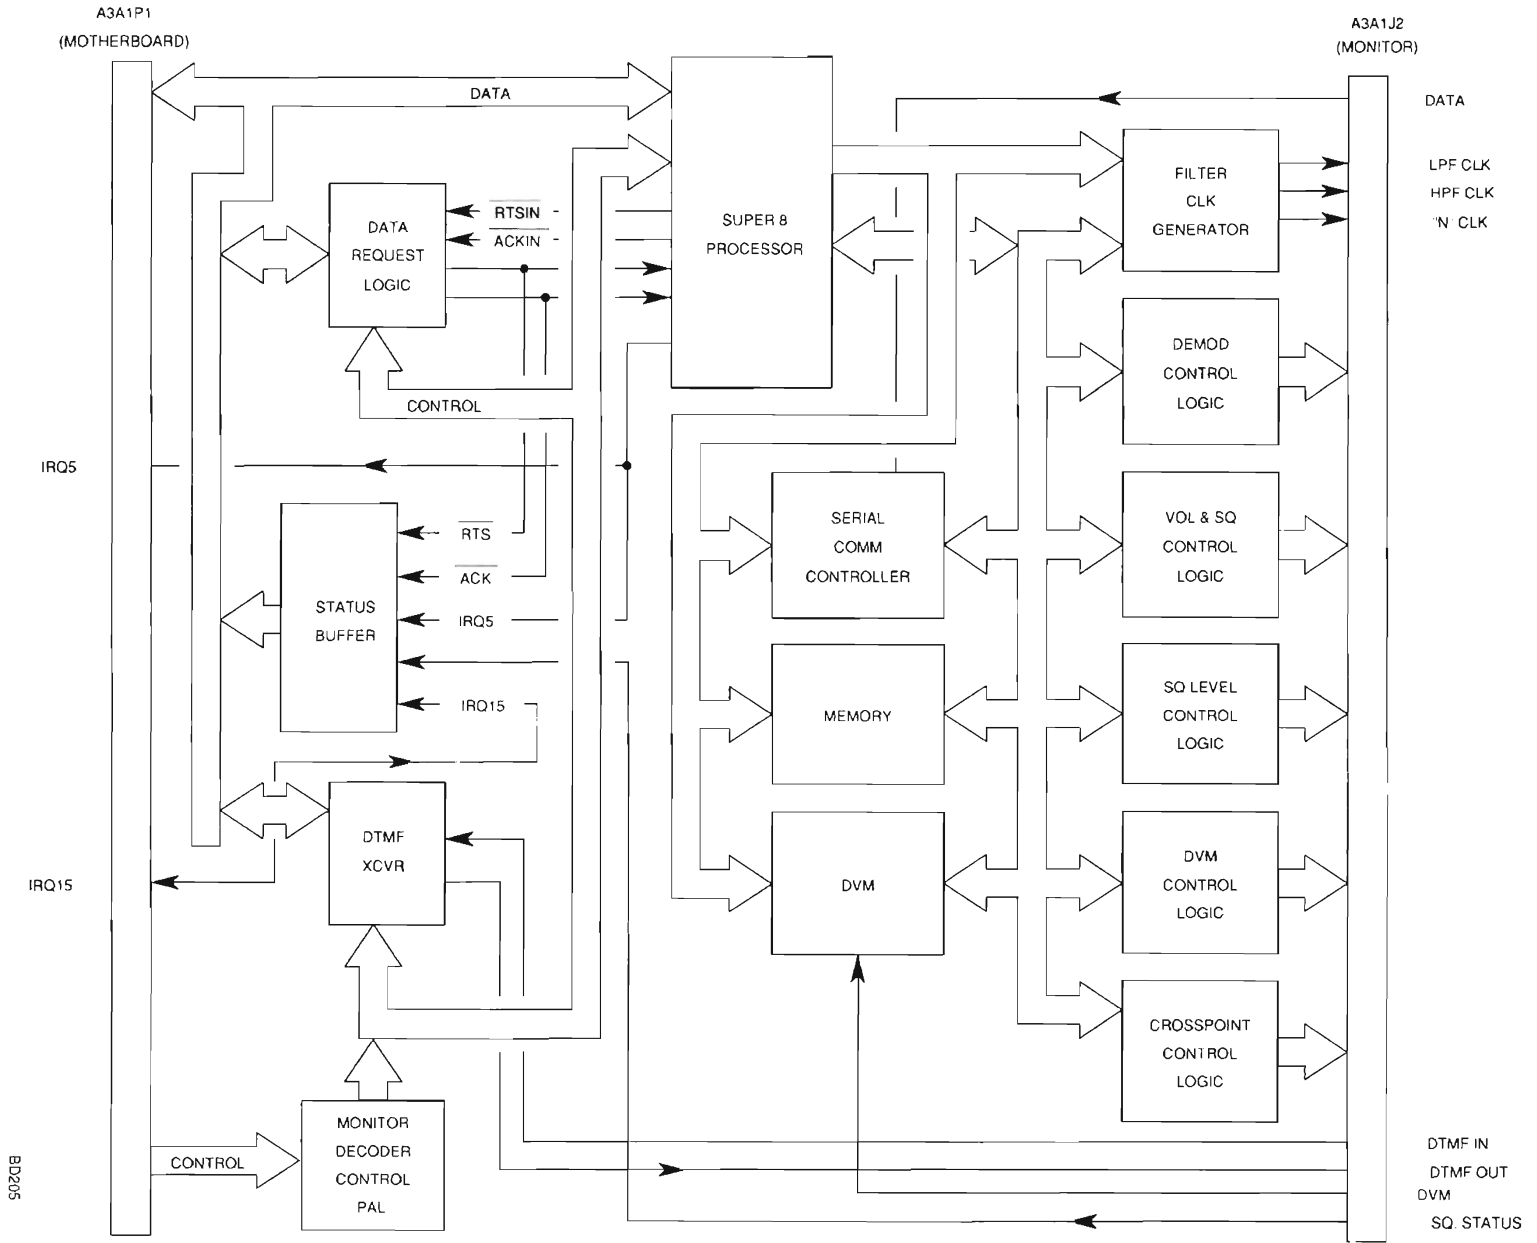 A3A1P1
(MOTHERBOARD)
A3A1J2
(MONITOR)
DATA
DATA
LPF CLK
HPF CLK
"N" CLK
FILTER
CLK
GENERATOR
DATA
REQUEST
LOGIC
RTSIN
ACKIN
SUPER 8
PROCESSOR
DEMOD
CONTROL
LOGIC
CONTROL
IRQ5
SERIAL
COMM
CONTROLLER
VOL & SQ
CONTROL
LOGIC
STATUS
BUFFER
RTS
ACK
IRQ5
IRQ15
MEMORY
SQ LEVEL
CONTROL
LOGIC
DTMF
XCVR
IRQ15
DVM
DVM
CONTROL
LOGIC
CROSSPOINT
CONTROL
LOGIC
CONTROL
MONITOR
DECODER
CONTROL
PAL
DTMF IN
DTMF OUT
DVM
SQ. STATUS
BD205